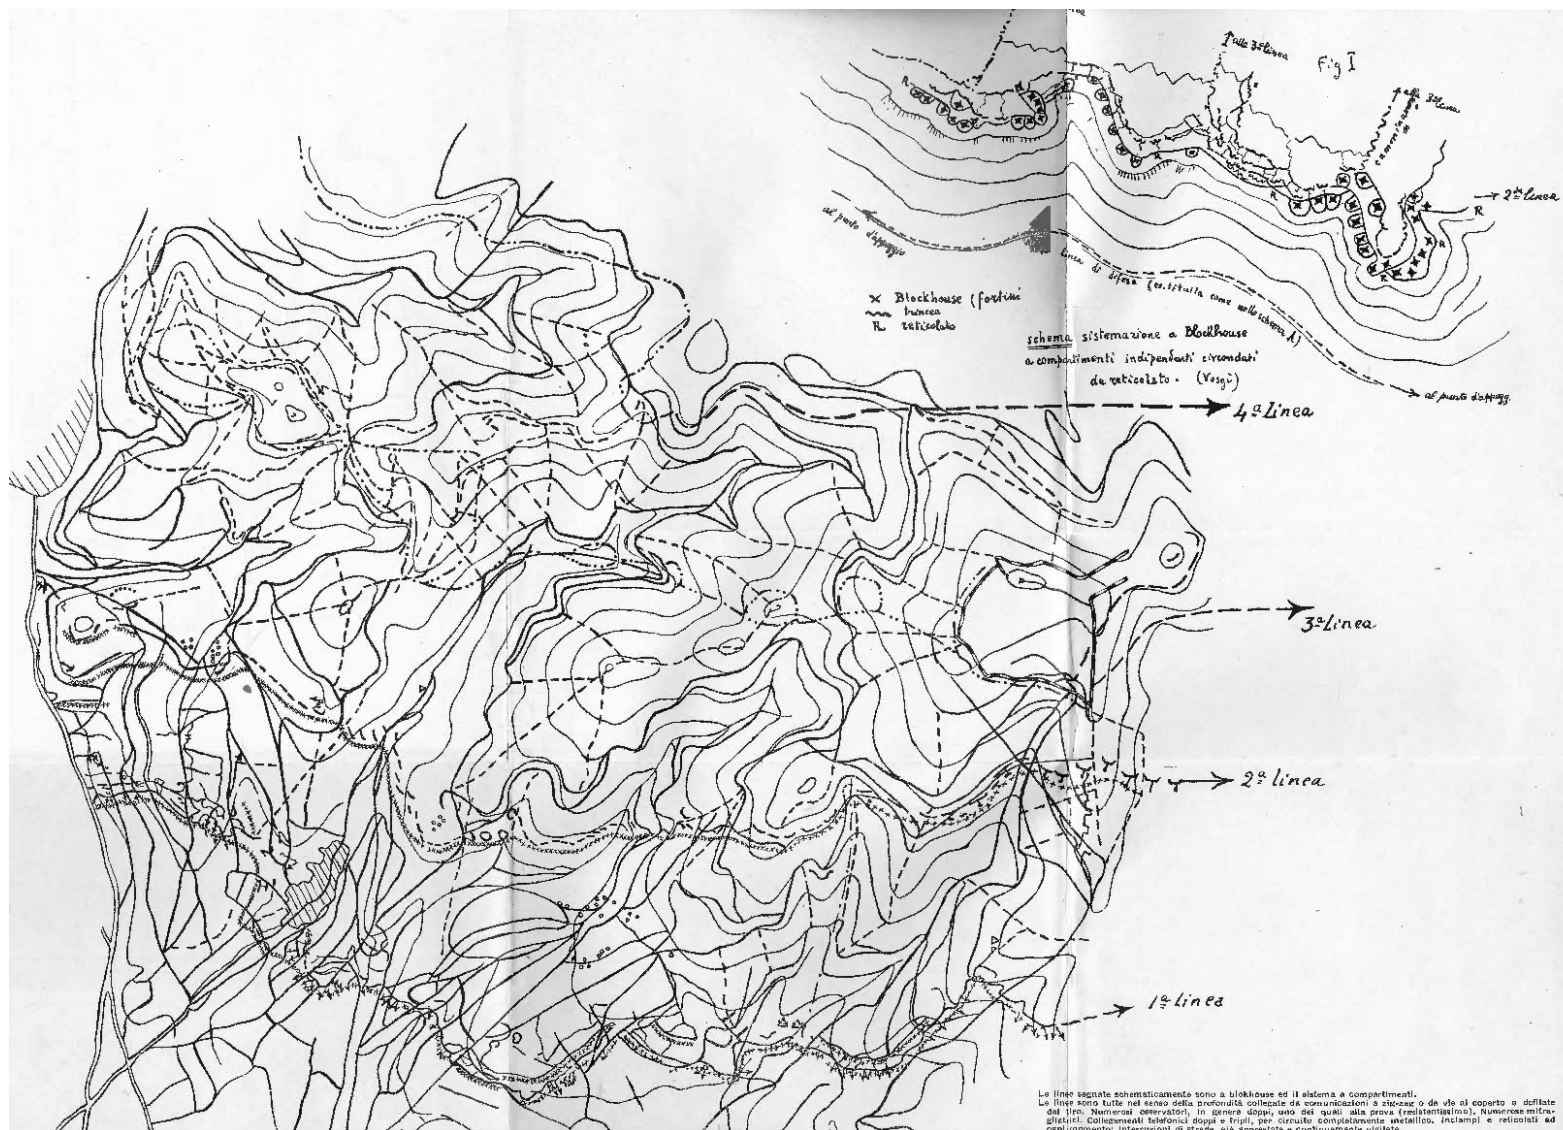 alla 3ª linea
Fig I
alla 3ª linea
camminam.
R
R
→ 2ª linea
R
R
R
al punto d'appoggio
linea di difesa (costituita come nello schema A)
x Blockhouse (fortini
trincea
R reticolato
schema sistemazione a Blockhouse
a compartimenti indipendenti circondati
da reticolato. (Vosgi)
al punto d'appogg.
4ª Linea
3ª Linea
2ª linea
1ª linea
Le linee segnate schematicamente sono a blokhouse ed il sistema a compartimenti.
Le linee sono tutte nel senso della profondità collegate da comunicazioni a zig-zag o da vie al coperto o defilate
dal tiro. Numerosi osservatori, in genere doppi, uno dei quali alla prova (resistentissimo). Numerose mitra-
gliatrici. Collegamenti telefonici doppi e tripli, per circuito completamente metallico. Inciampi e reticolati ad